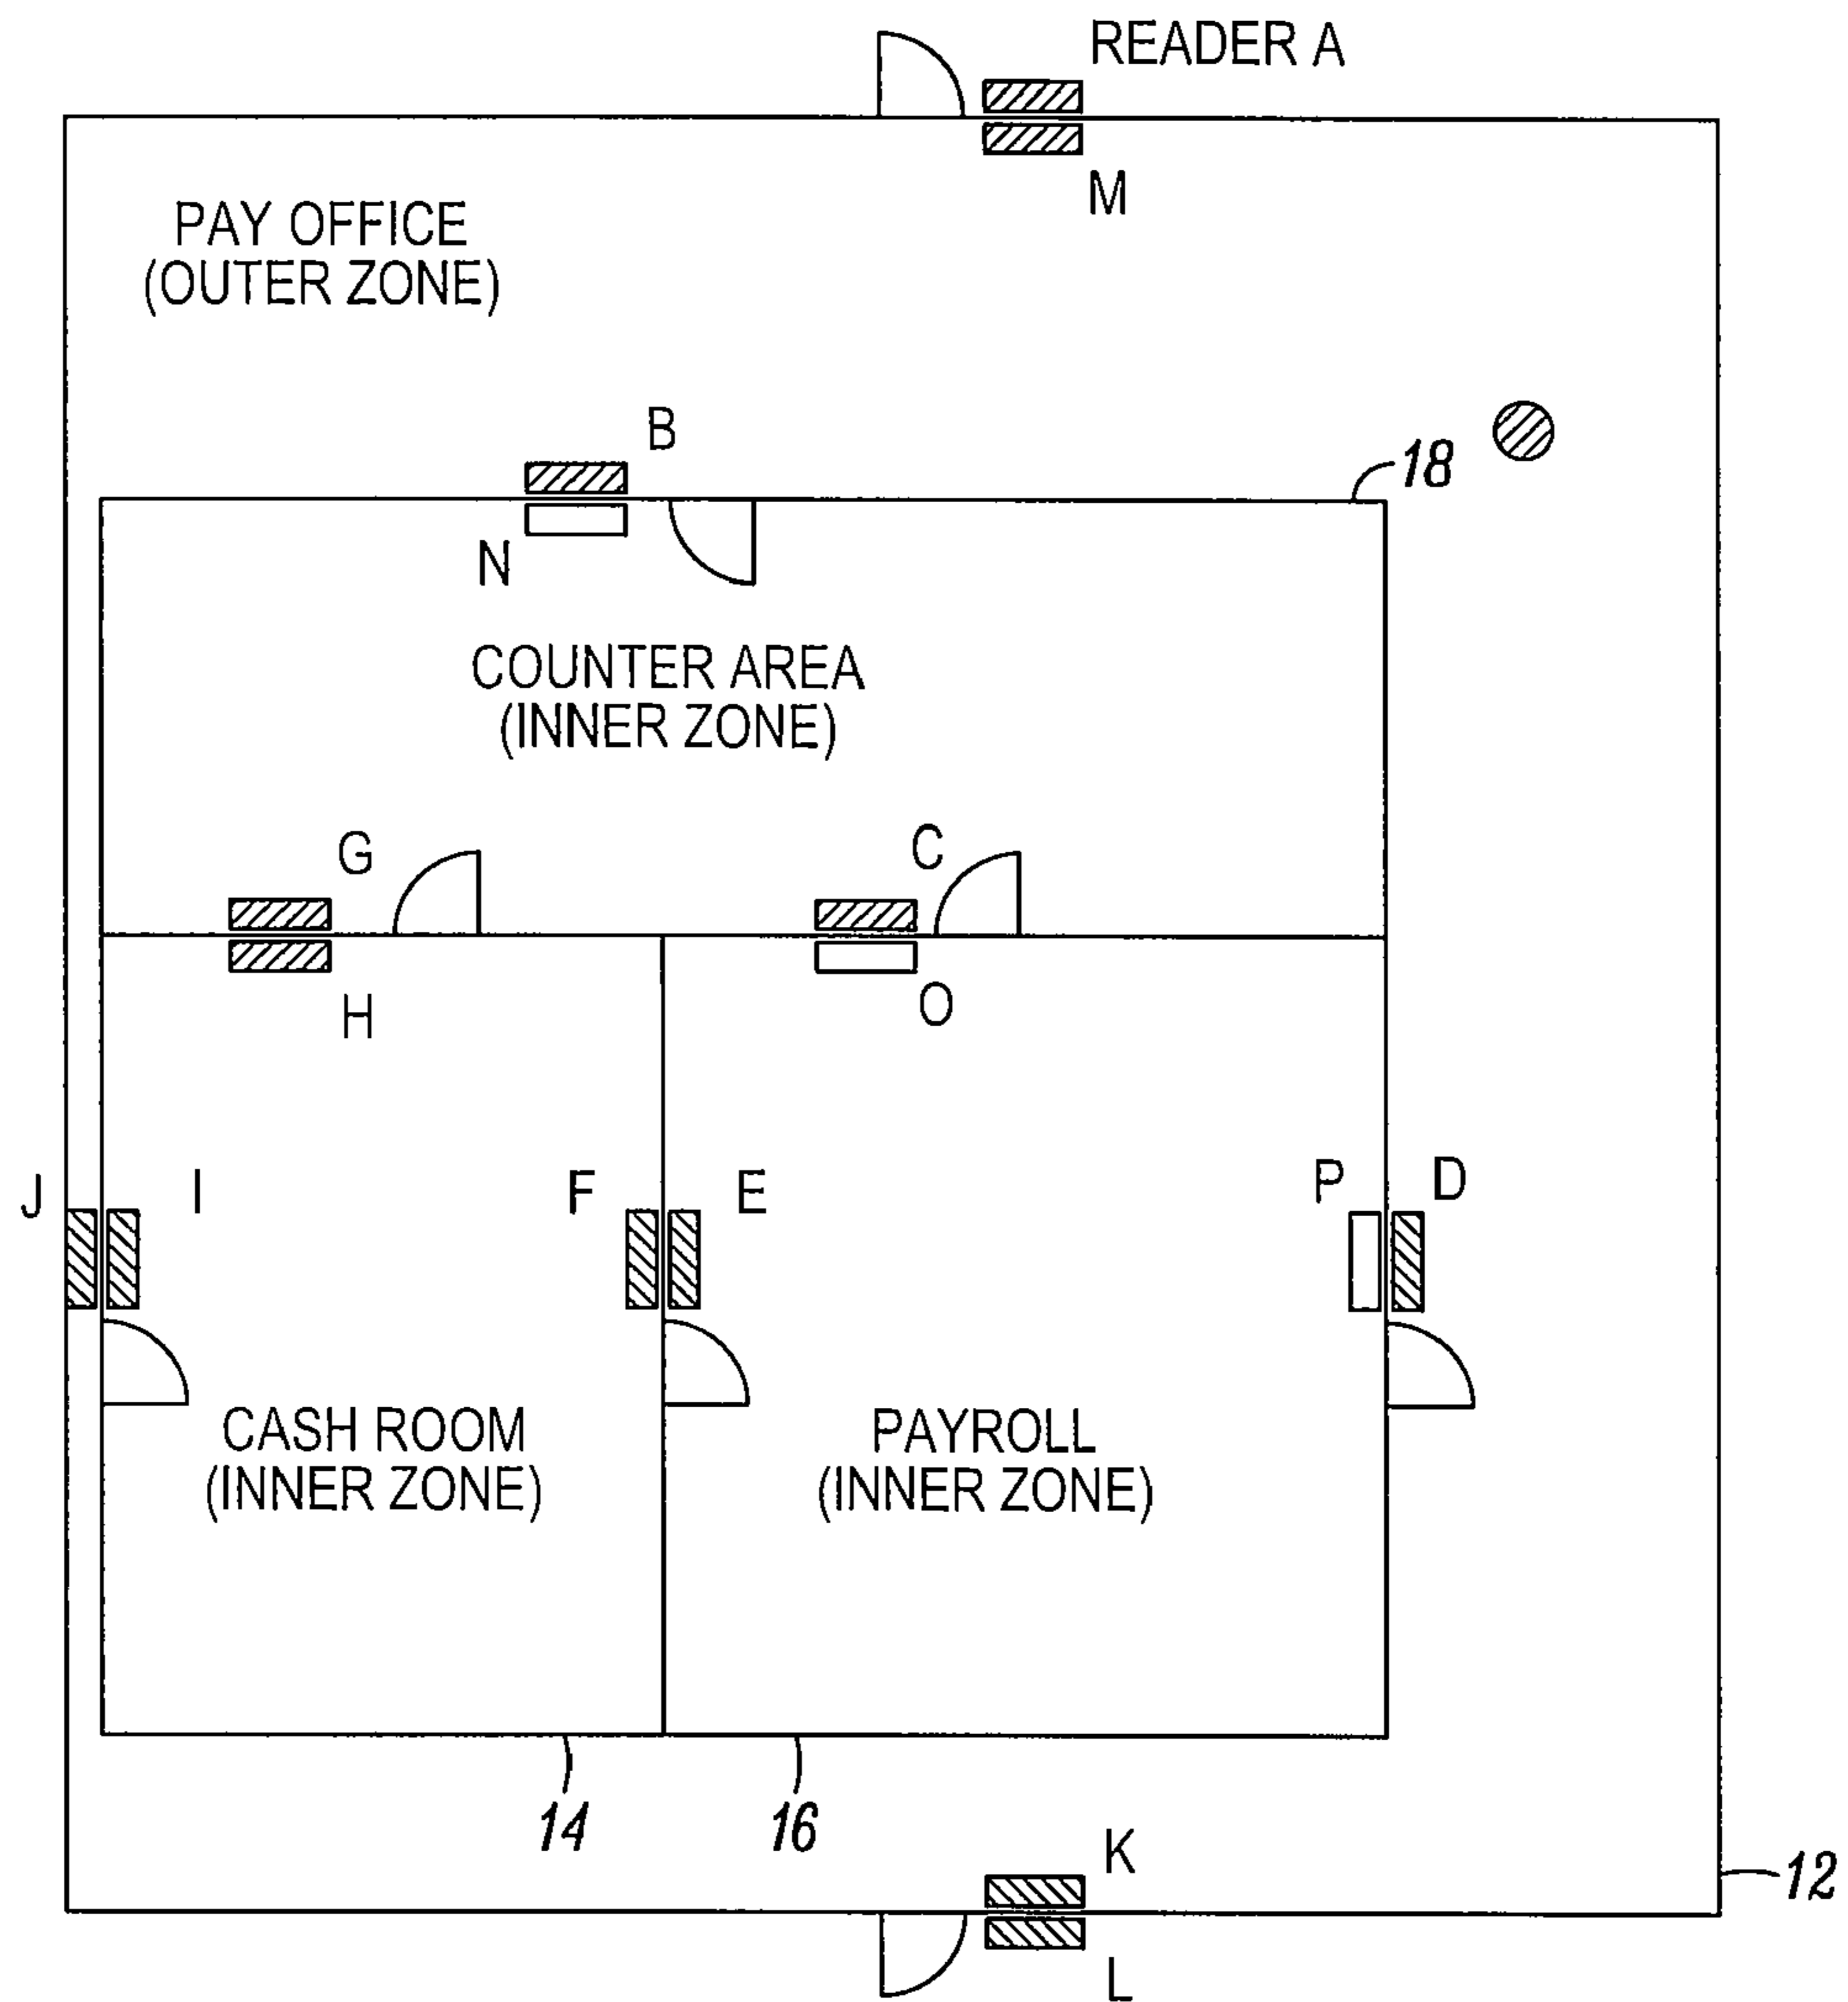 READER A
M
PAY OFFICE
(OUTER ZONE)
B
18
N
COUNTER AREA
(INNER ZONE)
G
C
H
O
J
I
F
E
P
D
CASH ROOM
(INNER ZONE)
PAYROLL
(INNER ZONE)
14
16
K
12
L